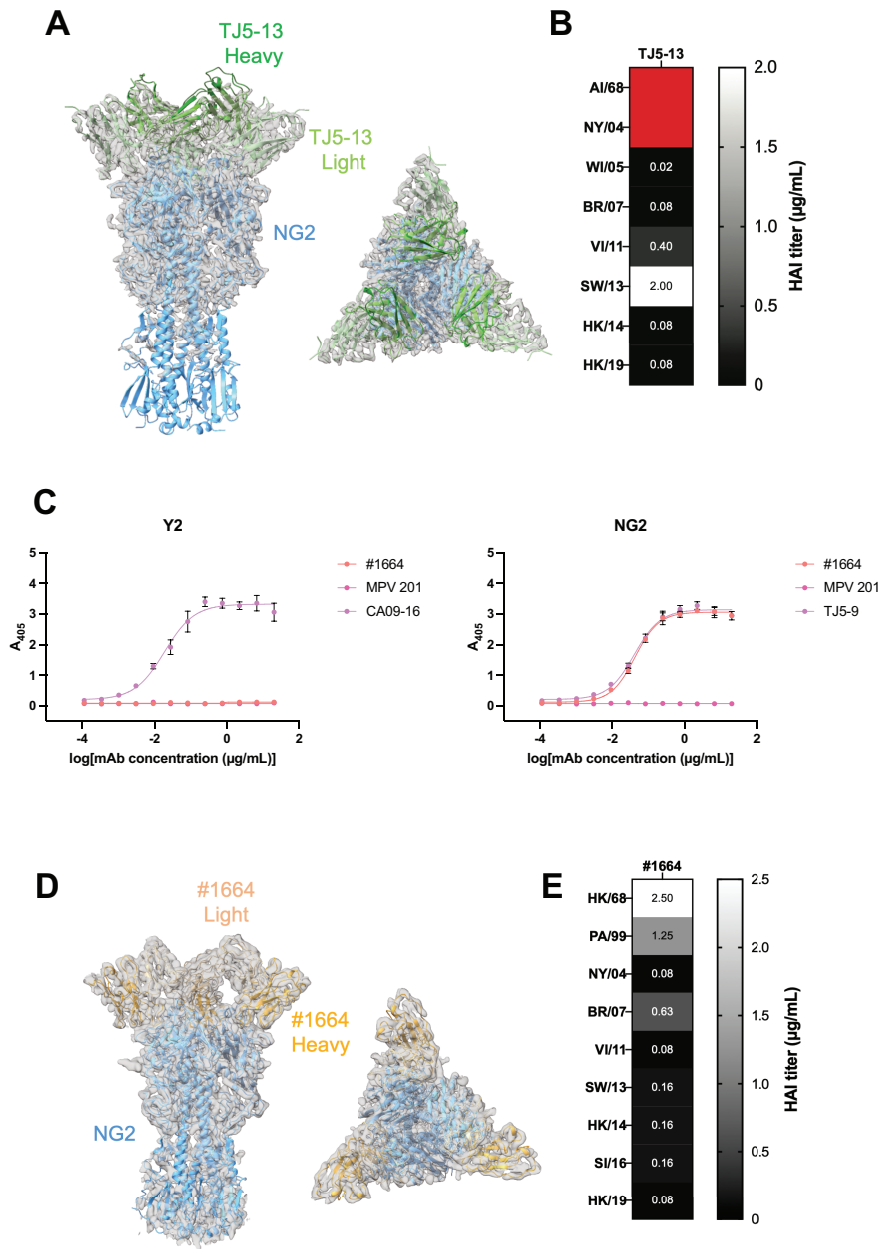 A
TJ5-13
Heavy
TJ5-13
Light
NG2
B
TJ5-13
AI/68
NY/04
WI/05
0.02
BR/07
0.08
VI/11
0.40
SW/13
2.00
HK/14
0.08
HK/19
0.08
2.0
1.5
1.0
0.5
0
HAI titer (µg/mL)
C
Y2
5
4
3
2
1
0
A405
-4
-2
0
2
log[mAb concentration (µg/mL)]
#1664
MPV 201
CA09-16
NG2
5
4
3
2
1
0
A405
-4
-2
0
2
log[mAb concentration (µg/mL)]
#1664
MPV 201
TJ5-9
D
#1664
Light
#1664
Heavy
NG2
E
#1664
HK/68
2.50
PA/99
1.25
NY/04
0.08
BR/07
0.63
VI/11
0.08
SW/13
0.16
HK/14
0.16
SI/16
0.16
HK/19
0.08
2.5
2.0
1.5
1.0
0.5
0
HAI titer (µg/mL)